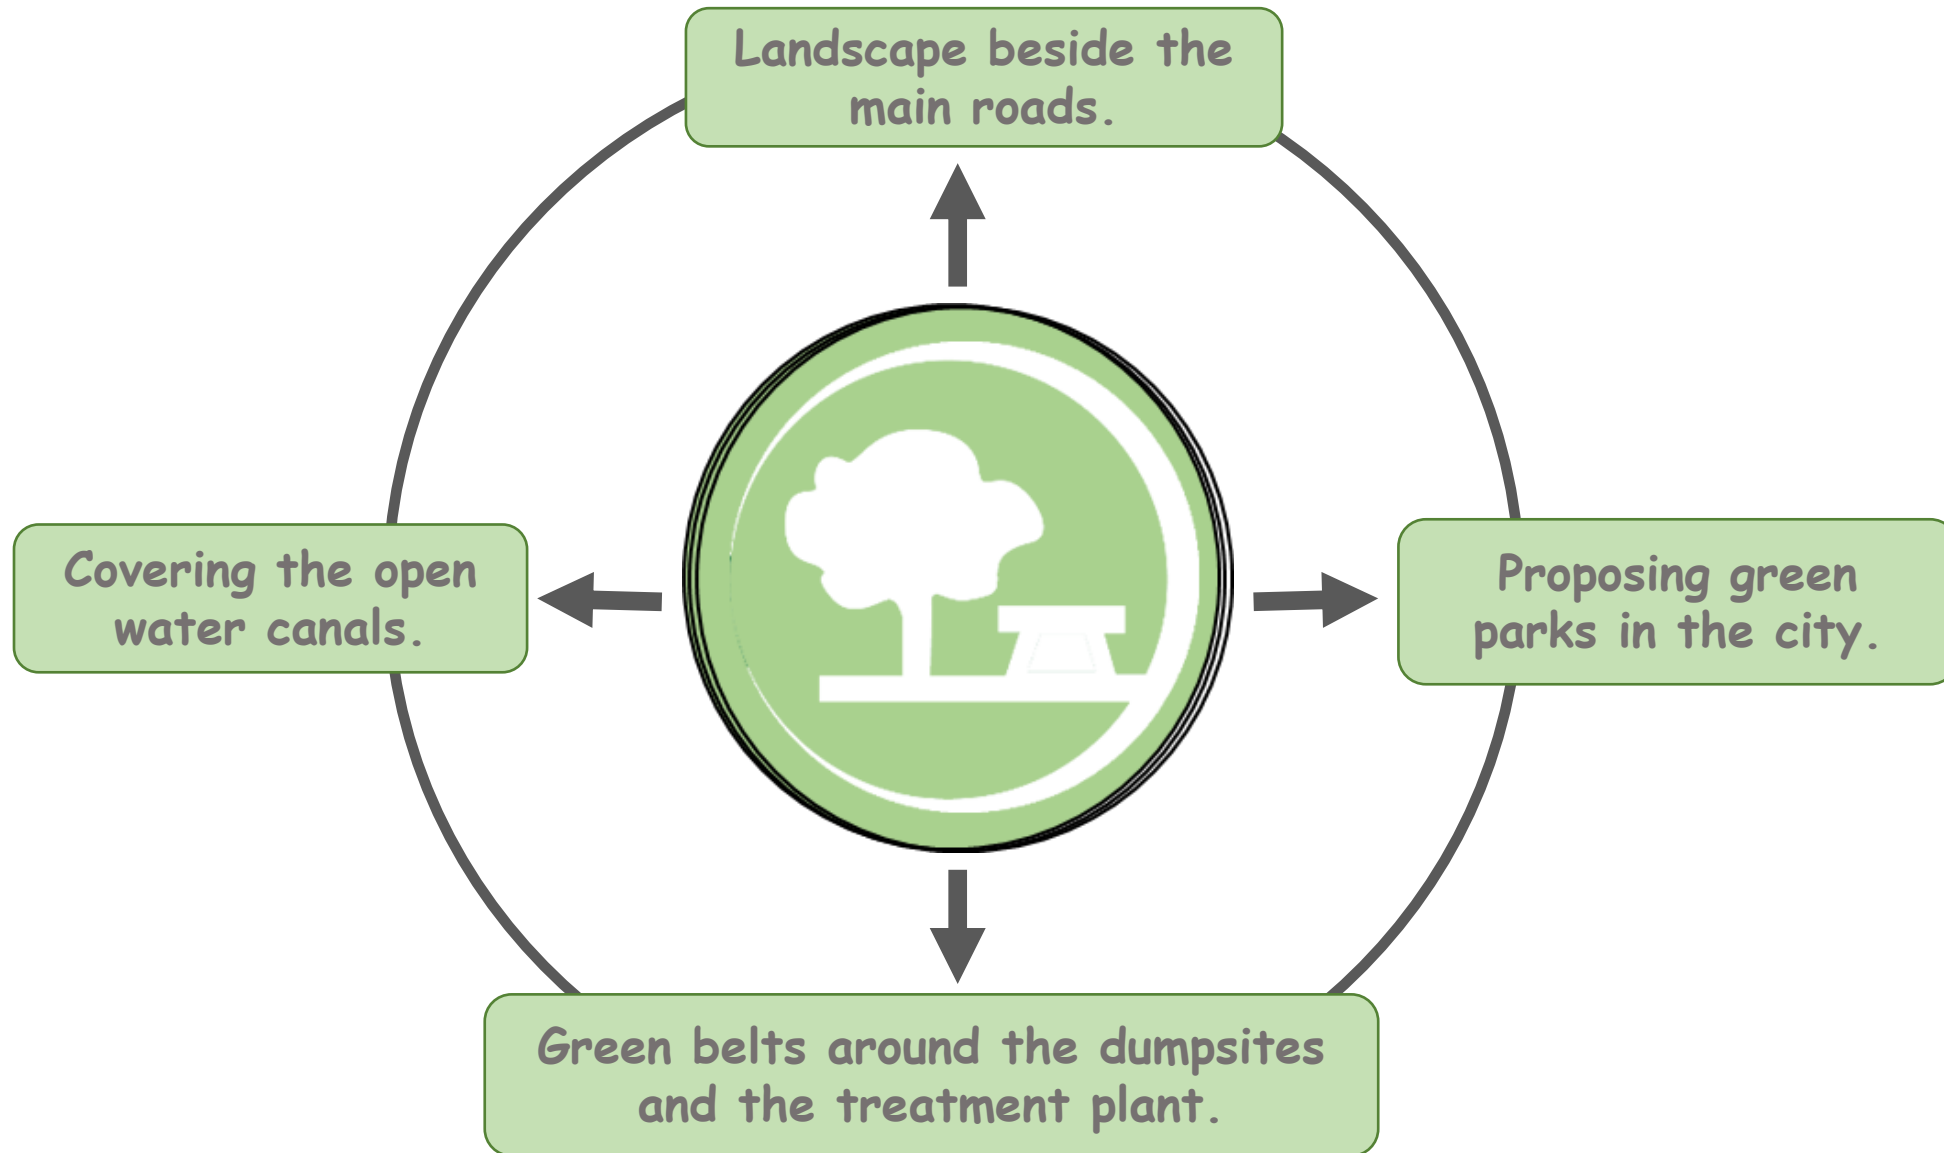 Landscape beside the
main roads.
Covering the open
water canals.
Proposing green
parks in the city.
Green belts around the dumpsites
and the treatment plant.